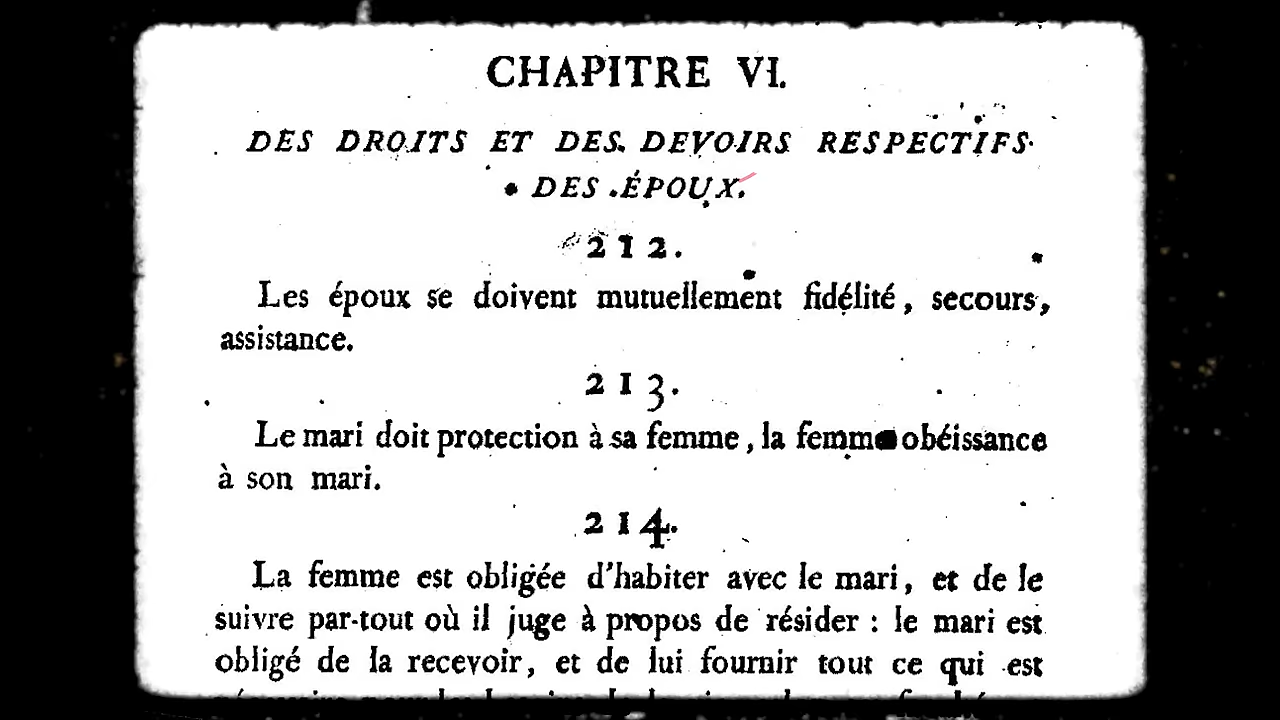 CHAPITRE VI.
DES DROITS ET DES DEVOIRS RESPECTIFS
DES ÉPOUX.
212.
Les époux se doivent mutuellement fidélité, secours,
assistance.
213.
Le mari doit protection à sa femme, la femme obéissance
à son mari.
214.
La femme est obligée d'habiter avec le mari, et de le
suivre par-tout où il juge à propos de résider : le mari est
obligé de la recevoir, et de lui fournir tout ce qui est